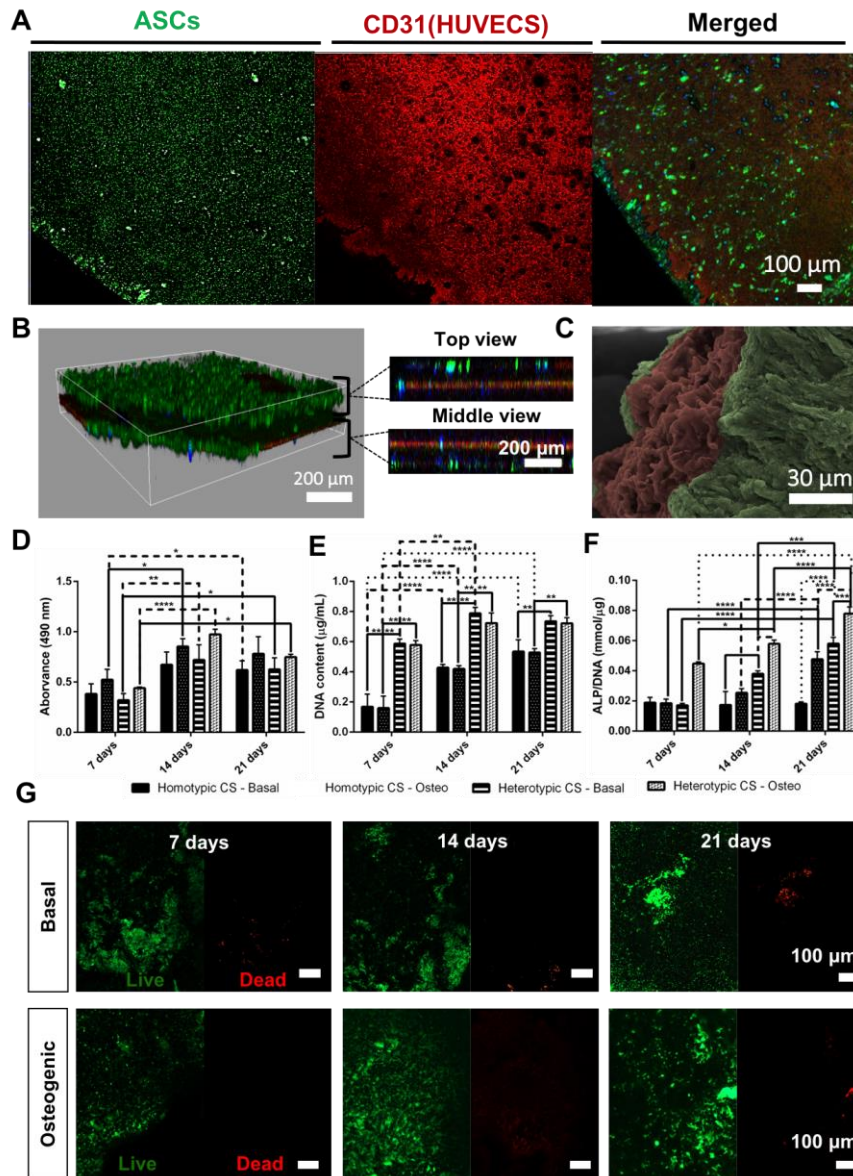 A
ASCs
CD31(HUVECS)
Merged
100 µm
B
200 µm
Top view
Middle view
200 µm
C
30 µm
D
Aborvance (490 nm)
1.5
1.0
0.5
0.0
*
*
**
*
****
*
7 days
14 days
21 days
E
DNA content (µg/mL)
1.0
0.8
0.6
0.4
0.2
0.0
**
****
****
****
****
7 days
14 days
21 days
F
ALP/DNA (mmol/µg)
0.10
0.08
0.06
0.04
0.02
0.00
***
****
****
****
****
****
****
*
***
7 days
14 days
21 days
Homotypic CS - Basal
Homotypic CS - Osteo
Heterotypic CS - Basal
Heterotypic CS - Osteo
G
Basal
7 days
Live
Dead
14 days
21 days
100 µm
Osteogenic
Live
Dead
100 µm